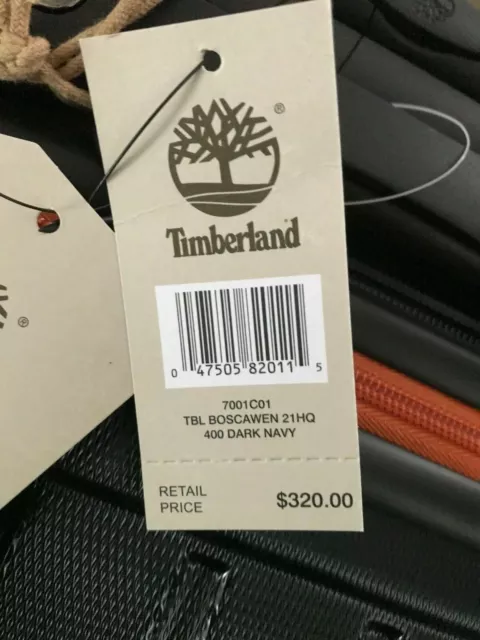 ®
Timberland
0 47505 82011 5
7001C01
TBL BOSCAWEN 21HQ
400 DARK NAVY
RETAIL
PRICE $320.00
®